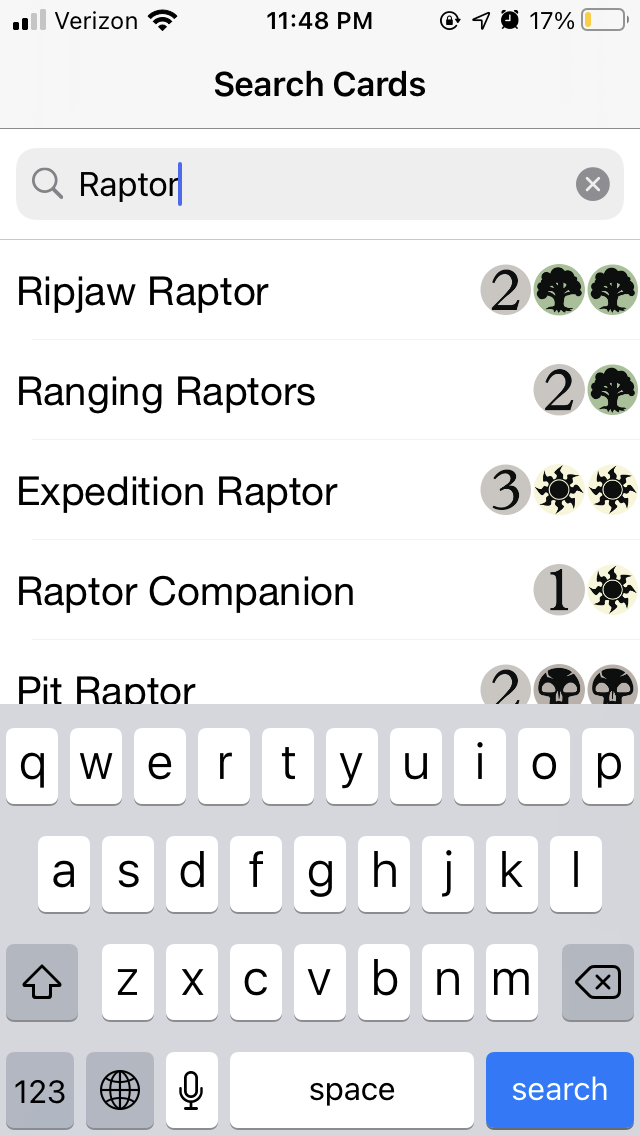 Verizon 11:48 PM 17%
Search Cards
Raptor
Ripjaw Raptor 2
Ranging Raptors 2
Expedition Raptor 3
Raptor Companion 1
Pit Raptor 2
q w e r t y u i o p
a s d f g h j k l
z x c v b n m
123 space search